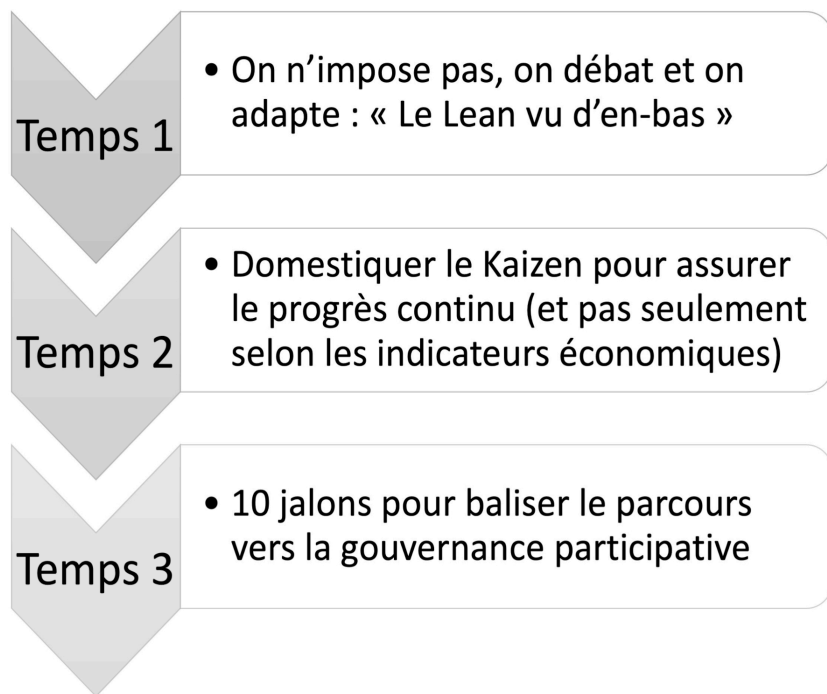 Temps 1
• On n’impose pas, on débat et on
adapte : « Le Lean vu d’en-bas »
Temps 2
• Domestiquer le Kaizen pour assurer
le progrès continu (et pas seulement
selon les indicateurs économiques)
Temps 3
• 10 jalons pour baliser le parcours
vers la gouvernance participative